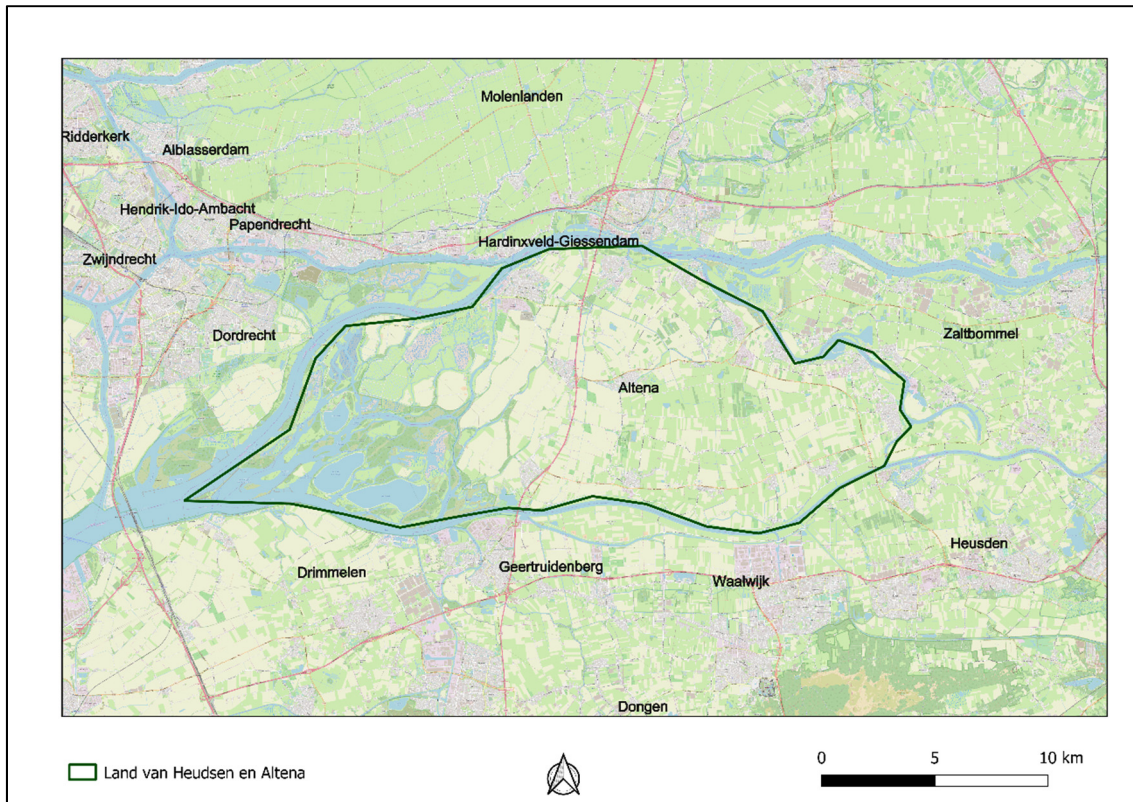 Molenlanden
Ridderkerk
Alblasserdam
Hendrik-Ido-Ambacht
Papendrecht
Hardinxveld-Giessendam
Zwijndrecht
Dordrecht
Zaltbommel
Altena
Heusden
Drimmelen
Geertruidenberg
Waalwijk
Dongen
Land van Heudsen en Altena
0 5 10 km